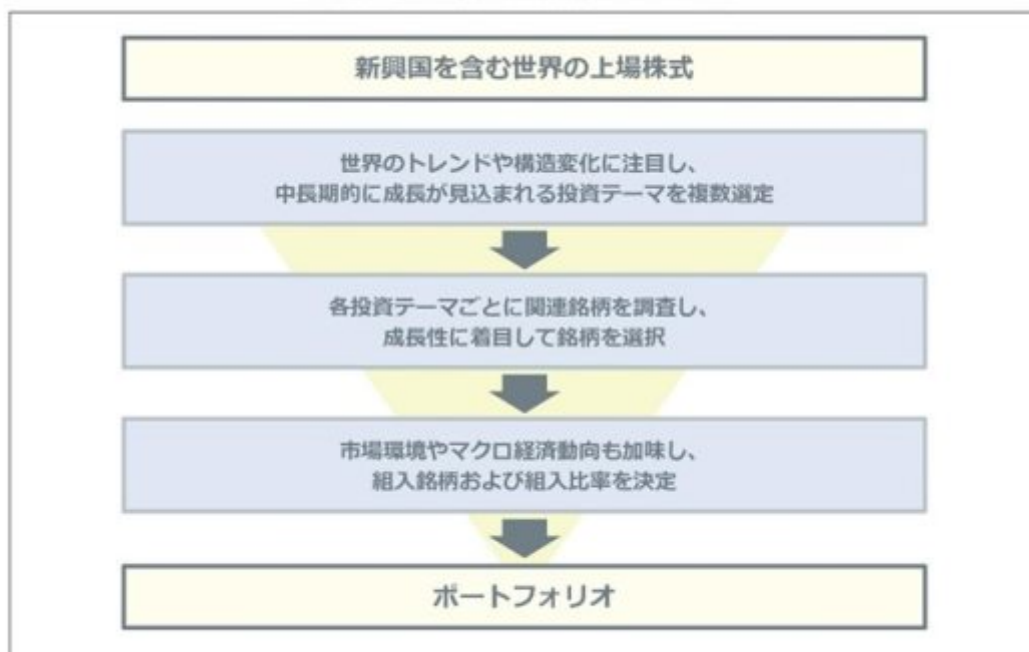 新興国を含む世界の上場株式
世界のトレンドや構造変化に注目し、
中長期的に成長が見込まれる投資テーマを複数選定
各投資テーマごとに関連銘柄を調査し、
成長性に着目して銘柄を選択
市場環境やマクロ経済動向も加味し、
組入銘柄および組入比率を決定
ポートフォリオ